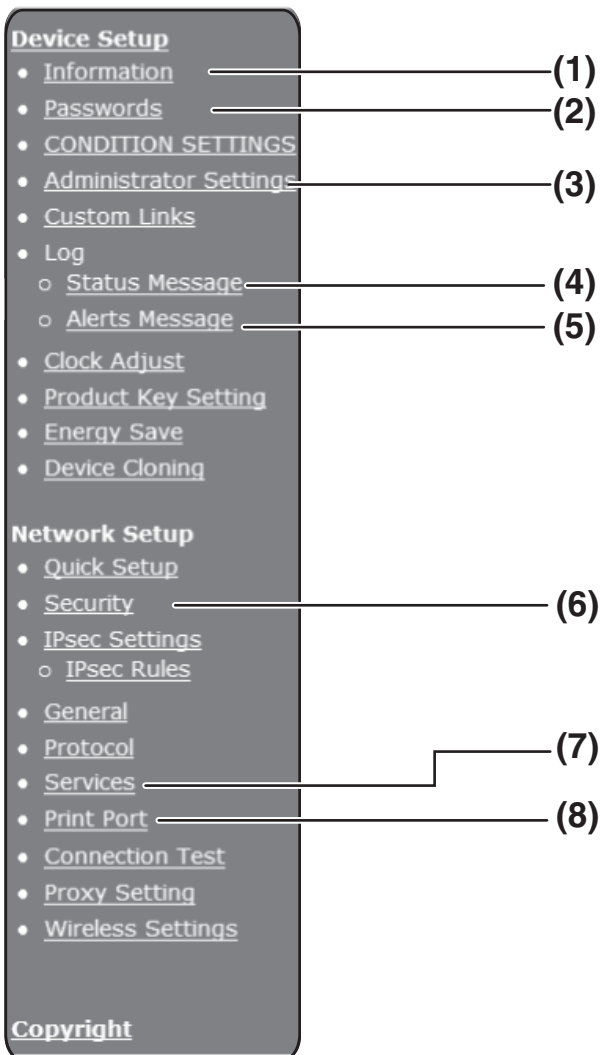 Device Setup
• Information (1)
• Passwords (2)
• CONDITION SETTINGS
• Administrator Settings (3)
• Custom Links
• Log
○ Status Message (4)
○ Alerts Message (5)
• Clock Adjust
• Product Key Setting
• Energy Save
• Device Cloning
Network Setup
• Quick Setup
• Security (6)
• IPsec Settings
○ IPsec Rules
• General
• Protocol
• Services (7)
• Print Port (8)
• Connection Test
• Proxy Setting
• Wireless Settings
Copyright